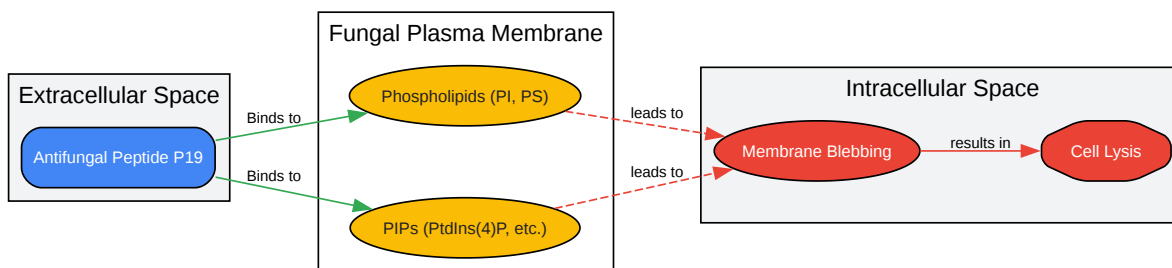 Extracellular Space
Antifungal Peptide P19
Binds to
Binds to
Fungal Plasma Membrane
Phospholipids (PI, PS)
PIPs (PtdIns(4)P, etc.)
leads to
leads to
Intracellular Space
Membrane Blebbing
results in
Cell Lysis